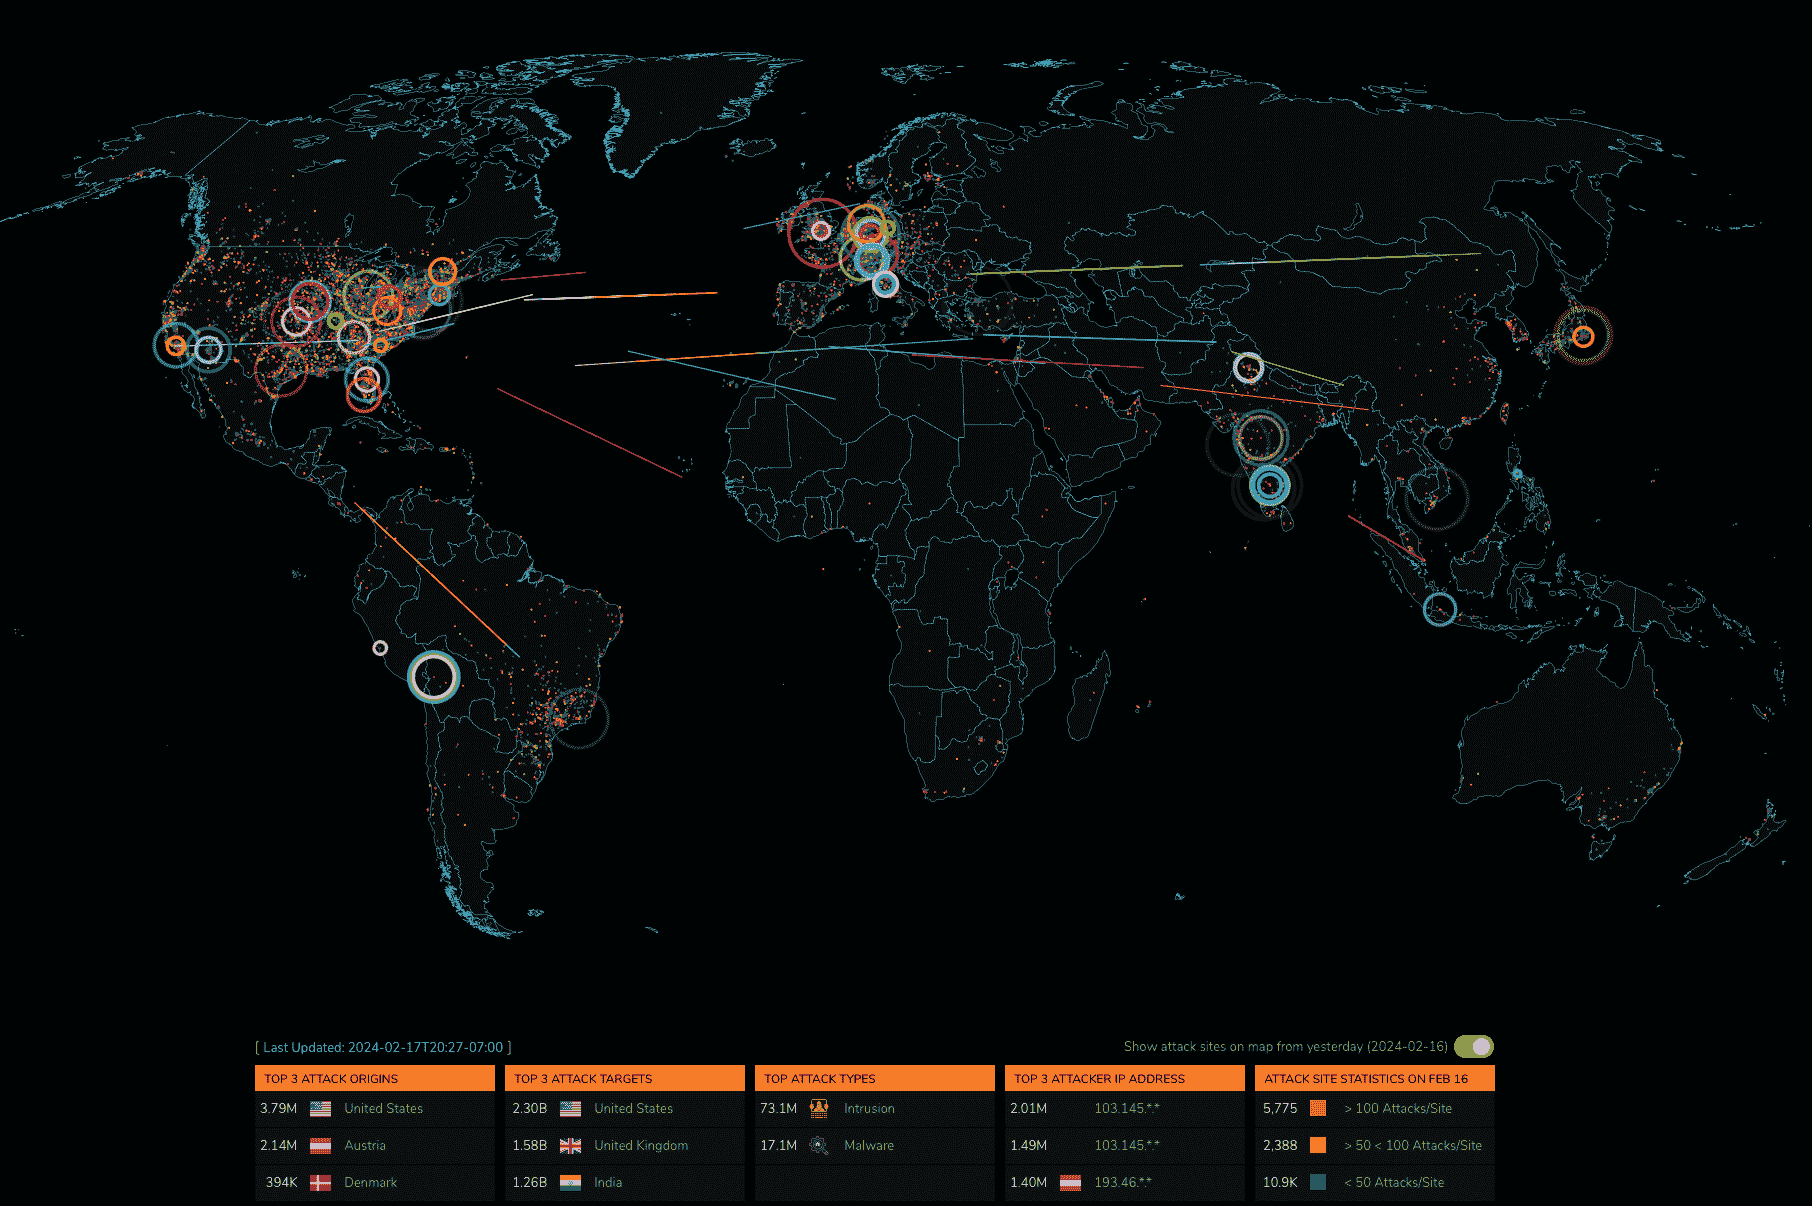 [ Last Updated: 2024-02-17T20:27-07:00 ]
Show attack sites on map from yesterday (2024-02-16)
TOP 3 ATTACK ORIGINS
3.79M United States
2.14M Austria
394K Denmark
TOP 3 ATTACK TARGETS
2.30B United States
1.58B United Kingdom
1.26B India
TOP ATTACK TYPES
73.1M Intrusion
17.1M Malware
TOP 3 ATTACKER IP ADDRESS
2.01M 103.145.*.*
1.49M 103.145.*.*
1.40M 193.46.*.*
ATTACK SITE STATISTICS ON FEB 16
5,775 > 100 Attacks/Site
2,388 > 50 < 100 Attacks/Site
10.9K < 50 Attacks/Site